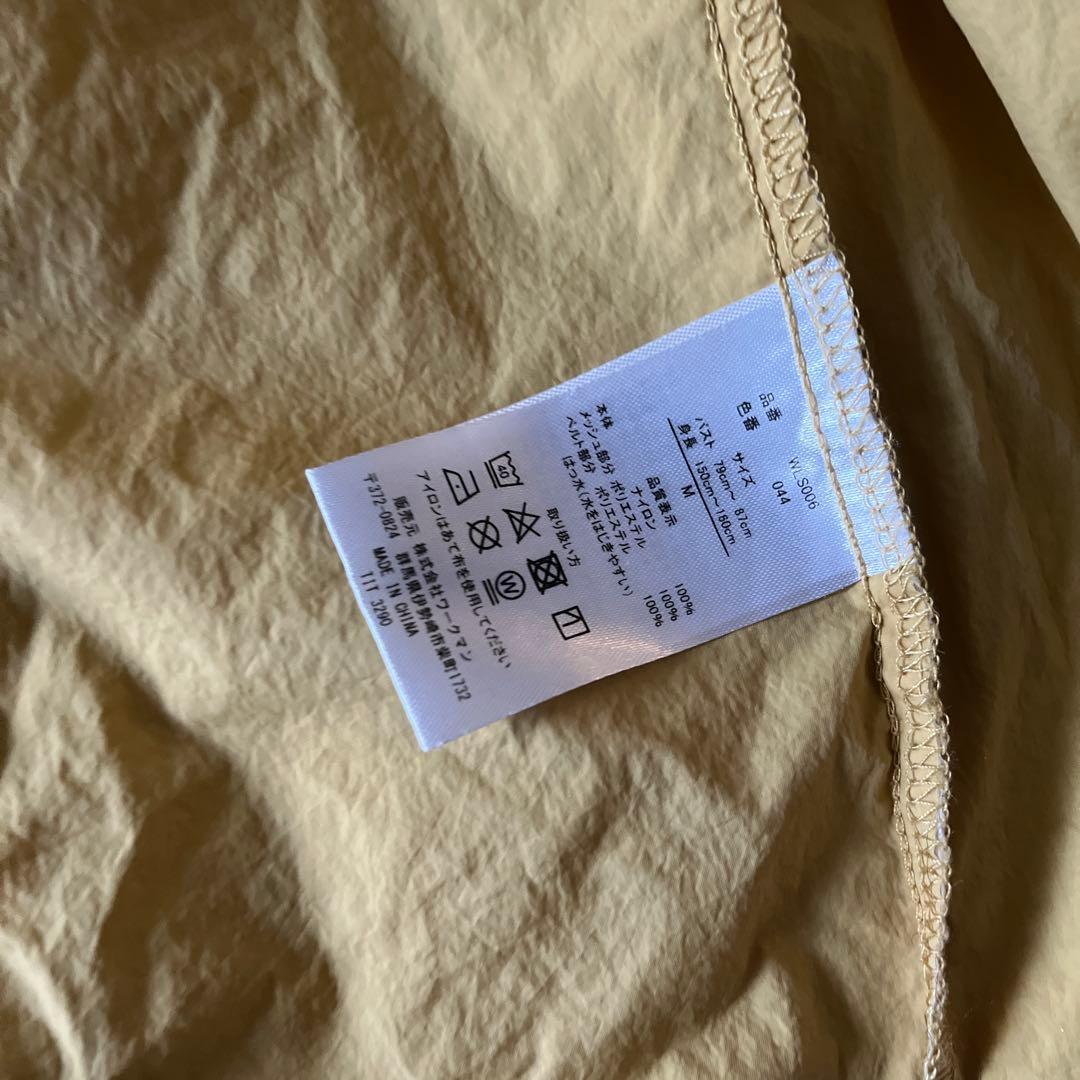 品番 WLS006
色番 044
サイズ
バスト 79cm～ 87cm
身長 150cm～160cm
M
品質表示
本体 ナイロン 100%
メッシュ部分 ポリエステル 100%
ベルト部分 ポリエステル 100%
はっ水(水をはじきやすい)
取り扱い方
40
W
アイロンはあて布を使用してください
販売元 株式会社ワークマン
〒372-0824 群馬県伊勢崎市柴町1732
MADE IN CHINA
TIT 3290